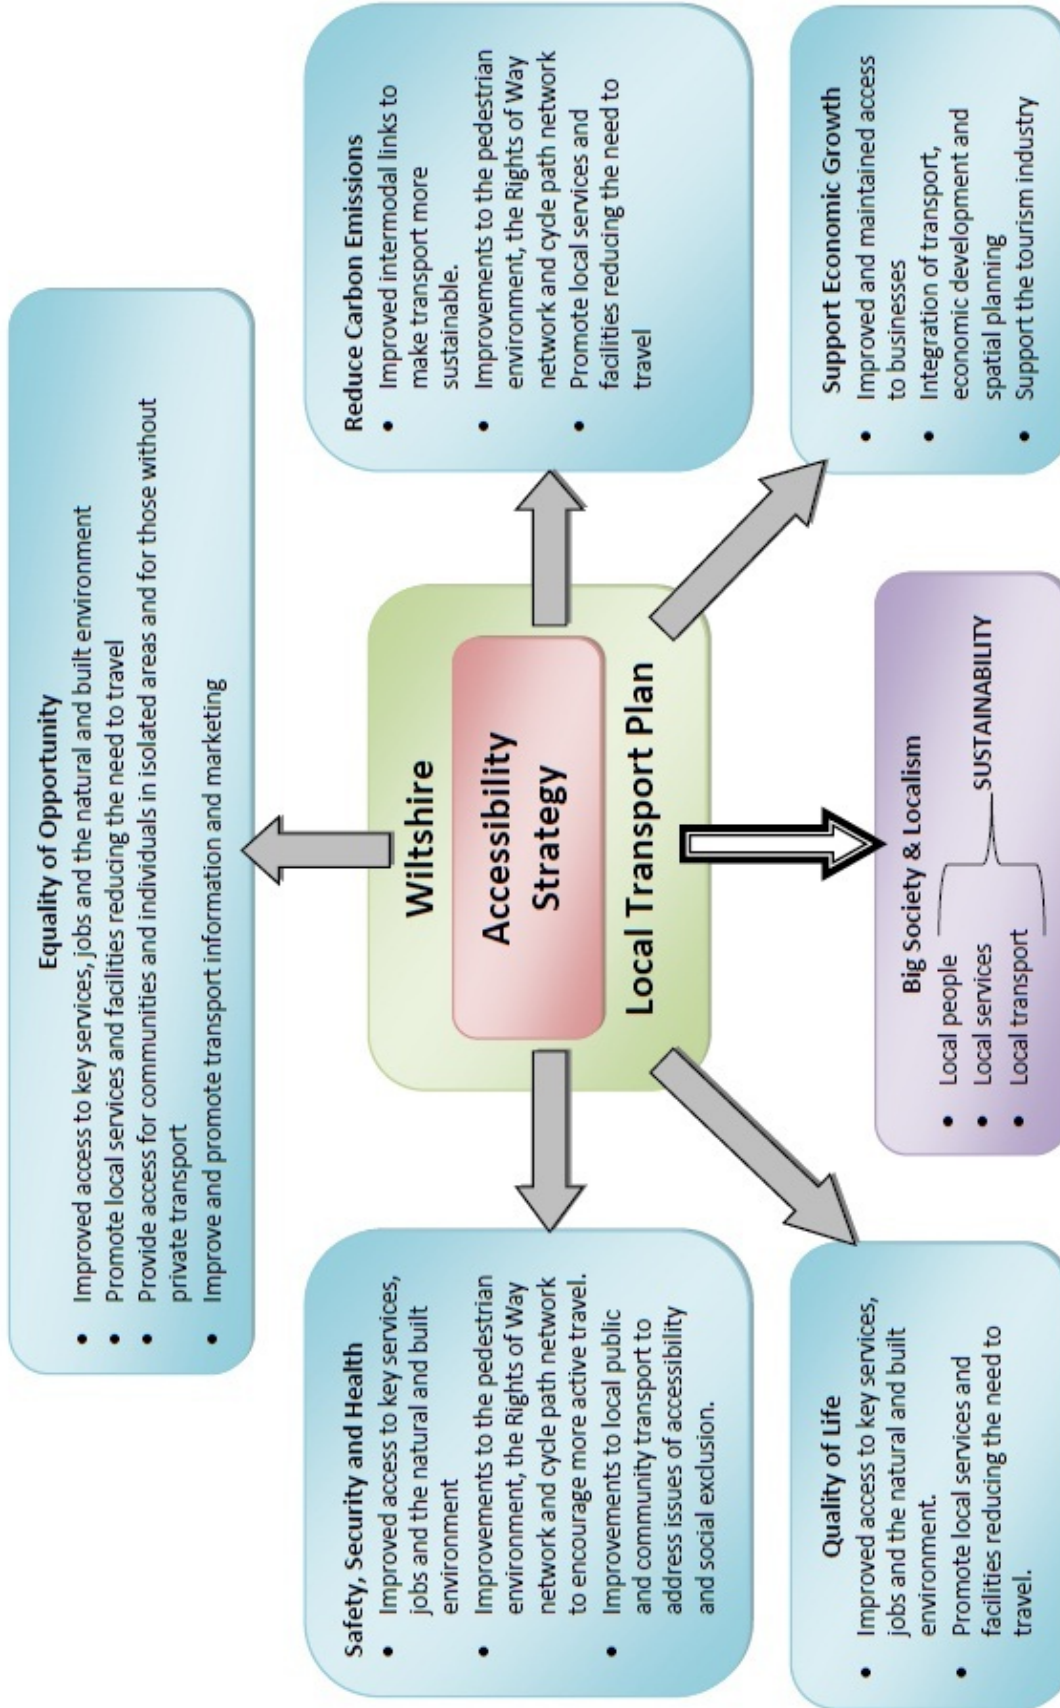 Equality of Opportunity
• Improved access to key services, jobs and the natural and built environment
• Promote local services and facilities reducing the need to travel
• Provide access for communities and individuals in isolated areas and for those without
private transport
• Improve and promote transport information and marketing
Safety, Security and Health
• Improved access to key services,
jobs and the natural and built
environment
• Improvements to the pedestrian
environment, the Rights of Way
network and cycle path network
to encourage more active travel.
• Improvements to local public
and community transport to
address issues of accessibility
and social exclusion.
Wiltshire
Accessibility
Strategy
Local Transport Plan
Reduce Carbon Emissions
• Improved intermodal links to
make transport more
sustainable.
• Improvements to the pedestrian
environment, the Rights of Way
network and cycle path network
• Promote local services and
facilities reducing the need to
travel
Quality of Life
• Improved access to key services,
jobs and the natural and built
environment.
• Promote local services and
facilities reducing the need to
travel.
Big Society & Localism
• Local people
• Local services
• Local transport
SUSTAINABILITY
Support Economic Growth
• Improved and maintained access
to businesses
• Integration of transport,
economic development and
spatial planning
• Support the tourism industry